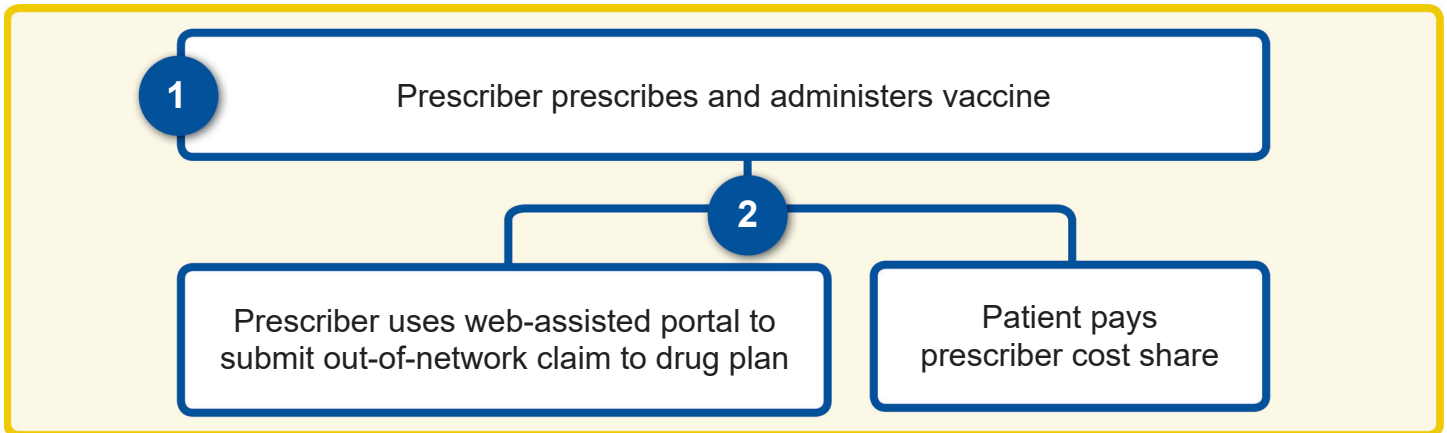 1
Prescriber prescribes and administers vaccine
2
Prescriber uses web-assisted portal to
submit out-of-network claim to drug plan
Patient pays
prescriber cost share